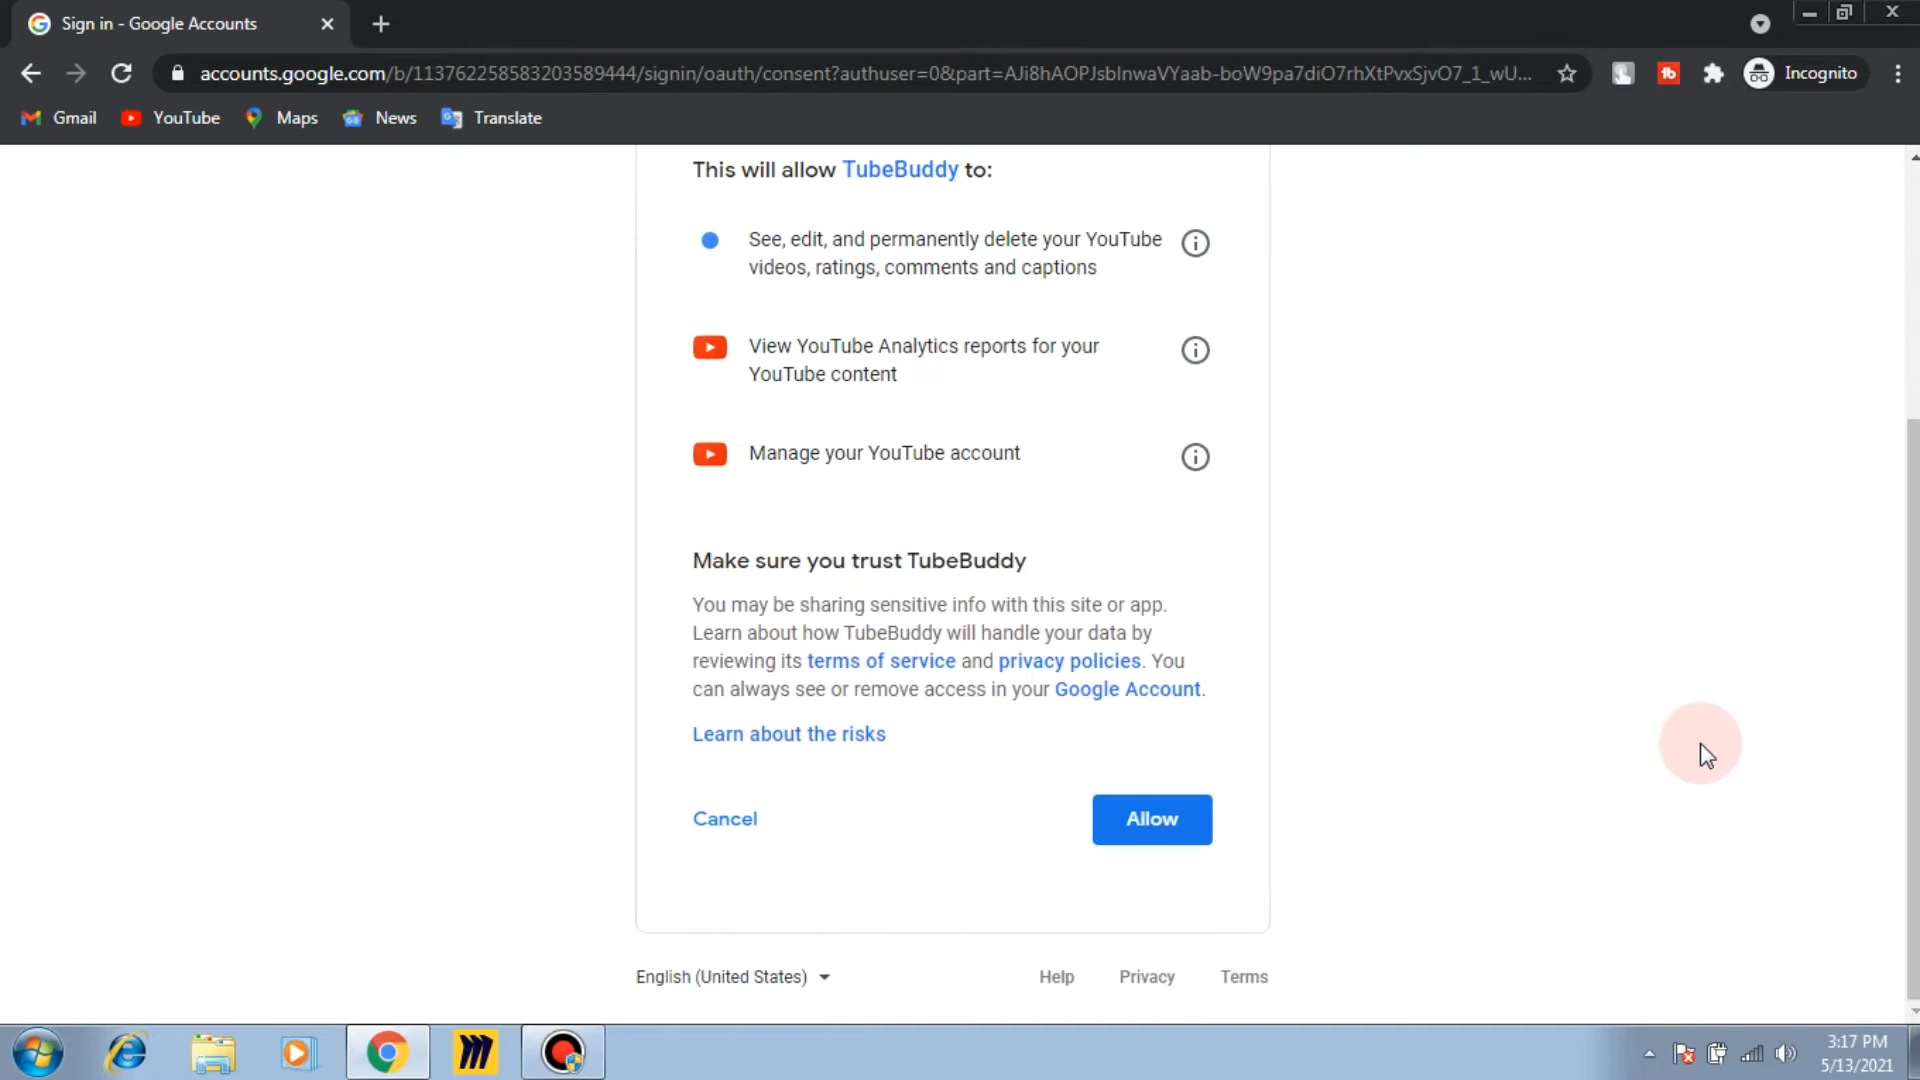 Sign in - Google Accounts
accounts.google.com/b/113762258583203589444/signin/oauth/consent?authuser=0&part=AJi8hAOPJsbInwaVYaab-boW9pa7diO7rhXtPvxSjvO7_1_wU...
Incognito
Gmail
YouTube
Maps
News
Translate
This will allow TubeBuddy to:
See, edit, and permanently delete your YouTube
videos, ratings, comments and captions
View YouTube Analytics reports for your
YouTube content
Manage your YouTube account
Make sure you trust TubeBuddy
You may be sharing sensitive info with this site or app.
Learn about how TubeBuddy will handle your data by
reviewing its terms of service and privacy policies. You
can always see or remove access in your Google Account.
Learn about the risks
Cancel
Allow
English (United States)
Help
Privacy
Terms
3:17 PM
5/13/2021